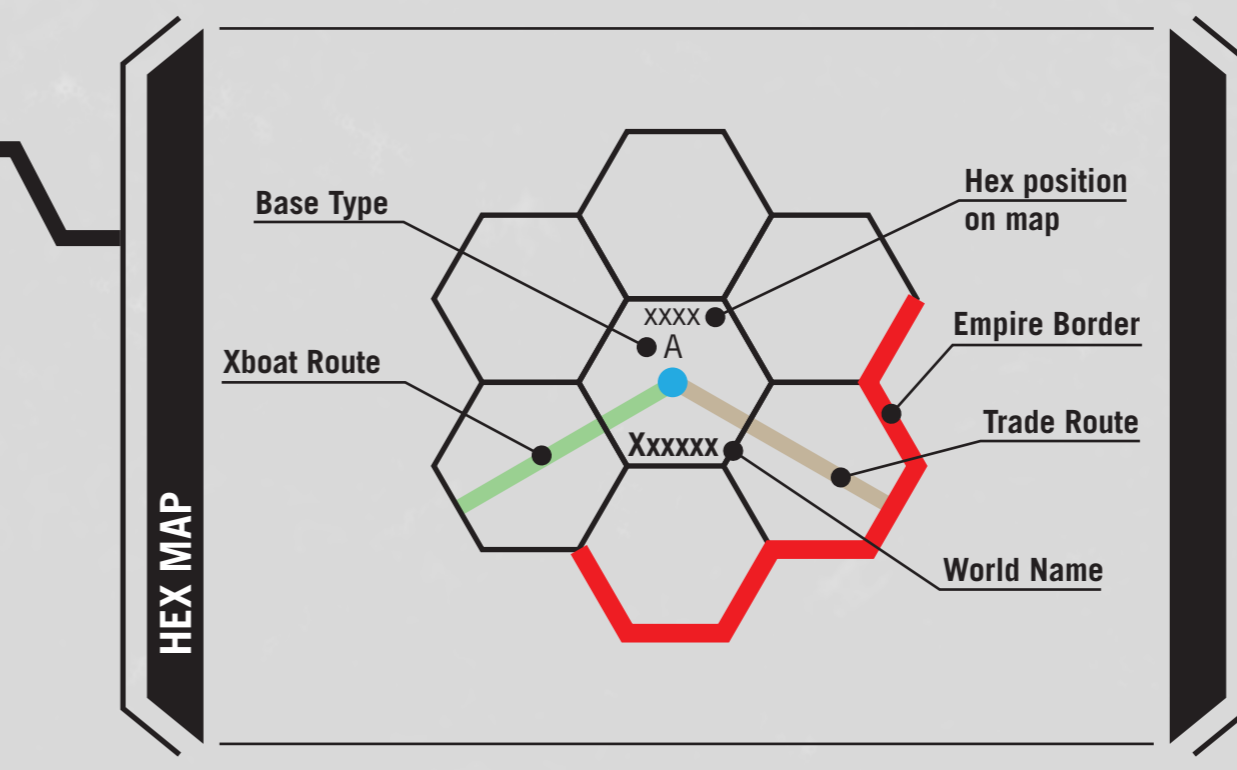 HEX MAP
Base Type
Hex position
on map
xxxx
A
Empire Border
Xboat Route
Trade Route
Xxxxxx
World Name